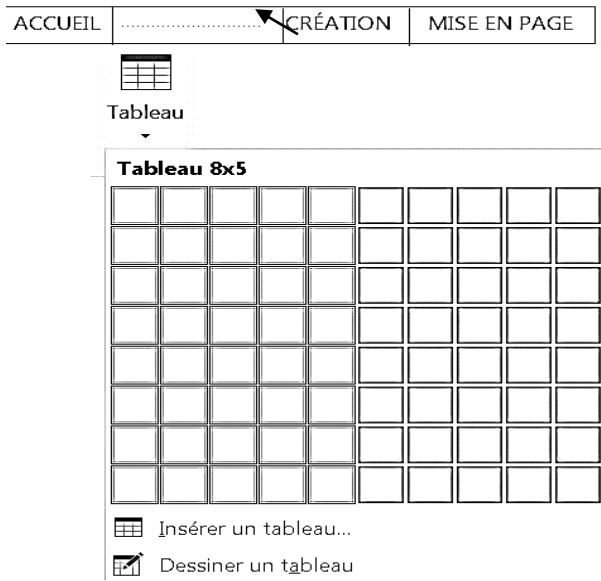 ACCUEIL ........................... CRÉATION MISE EN PAGE
Tableau
Tableau 8x5
Insérer un tableau...
Dessiner un tableau